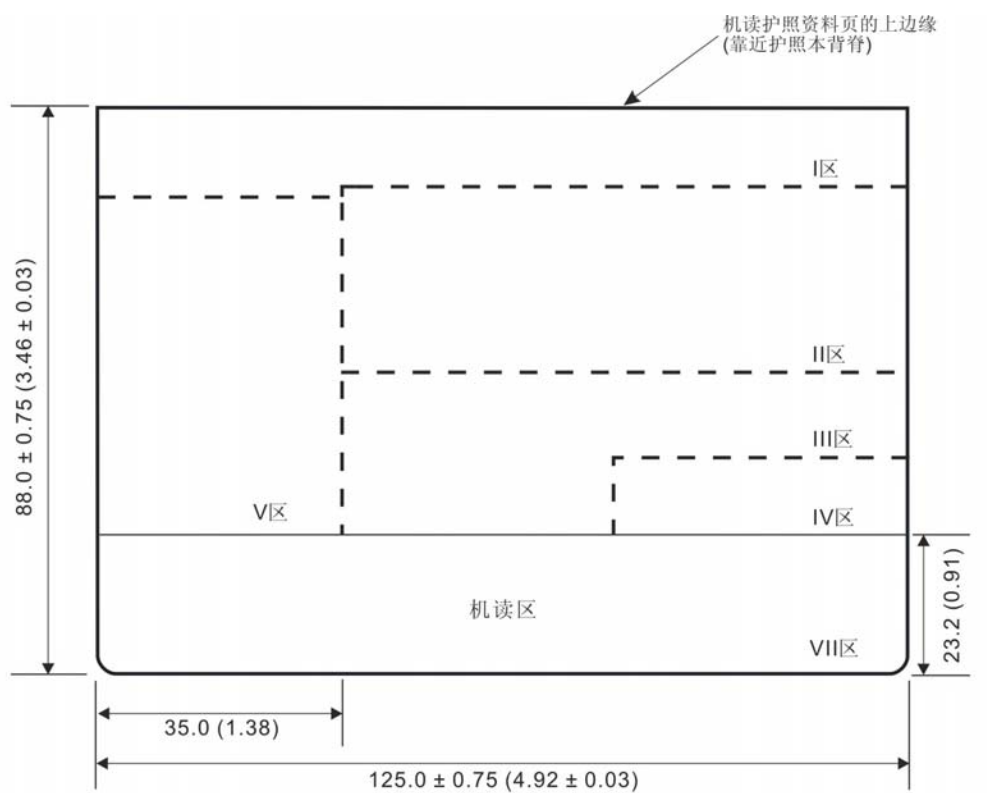 机读护照资料页的上边缘
(靠近护照本背脊)
I区
II区
III区
V区
IV区
机读区
VII区
88.0 ± 0.75 (3.46 ± 0.03)
23.2 (0.91)
35.0 (1.38)
125.0 ± 0.75 (4.92 ± 0.03)